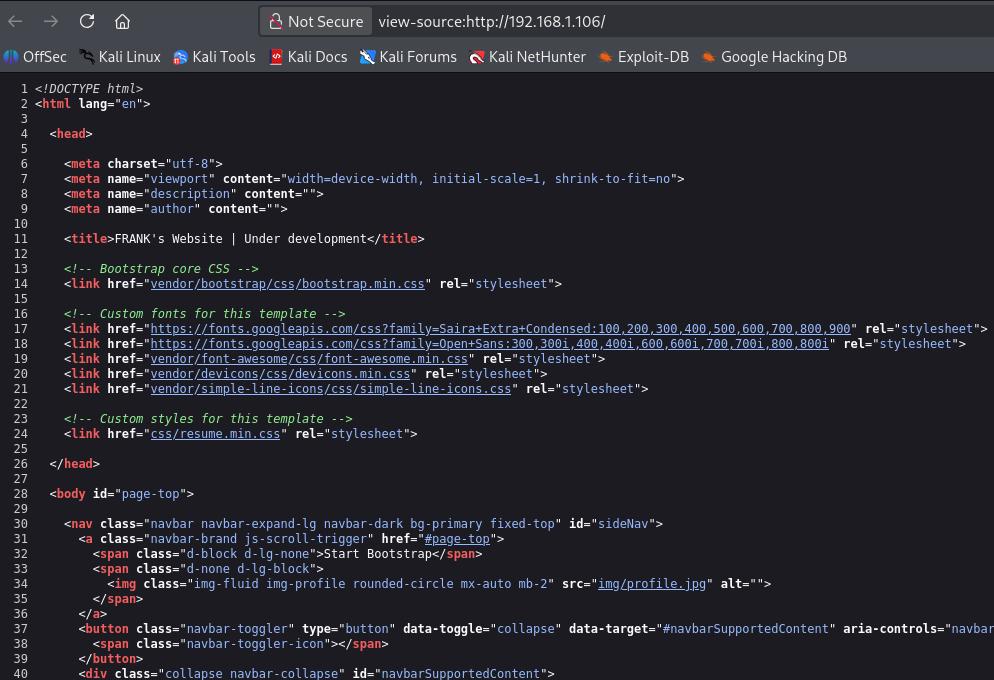 Not Secure view-source:http://192.168.1.106/
OffSec Kali Linux Kali Tools Kali Docs Kali Forums Kali NetHunter Exploit-DB Google Hacking DB
1 <!DOCTYPE html>
2 <html lang="en">
3
4 <head>
5
6 <meta charset="utf-8">
7 <meta name="viewport" content="width=device-width, initial-scale=1, shrink-to-fit=no">
8 <meta name="description" content="">
9 <meta name="author" content="">
10
11 <title>FRANK's Website | Under development</title>
12
13 <!-- Bootstrap core CSS -->
14 <link href="vendor/bootstrap/css/bootstrap.min.css" rel="stylesheet">
15
16 <!-- Custom fonts for this template -->
17 <link href="https://fonts.googleapis.com/css?family=Saira+Extra+Condensed:100,200,300,400,500,600,700,800,900" rel="stylesheet">
18 <link href="https://fonts.googleapis.com/css?family=Open+Sans:300,300i,400,400i,600,600i,700,700i,800,800i" rel="stylesheet">
19 <link href="vendor/font-awesome/css/font-awesome.min.css" rel="stylesheet">
20 <link href="vendor/devicons/css/devicons.min.css" rel="stylesheet">
21 <link href="vendor/simple-line-icons/css/simple-line-icons.css" rel="stylesheet">
22
23 <!-- Custom styles for this template -->
24 <link href="css/resume.min.css" rel="stylesheet">
25
26 </head>
27
28 <body id="page-top">
29
30 <nav class="navbar navbar-expand-lg navbar-dark bg-primary fixed-top" id="sideNav">
31 <a class="navbar-brand js-scroll-trigger" href="#page-top">
32 <span class="d-block d-lg-none">Start Bootstrap</span>
33 <span class="d-none d-lg-block">
34 <img class="img-fluid img-profile rounded-circle mx-auto mb-2" src="img/profile.jpg" alt="">
35 </span>
36 </a>
37 <button class="navbar-toggler" type="button" data-toggle="collapse" data-target="#navbarSupportedContent" aria-controls="navbar
38 <span class="navbar-toggler-icon"></span>
39 </button>
40 <div class="collapse navbar-collapse" id="navbarSupportedContent">